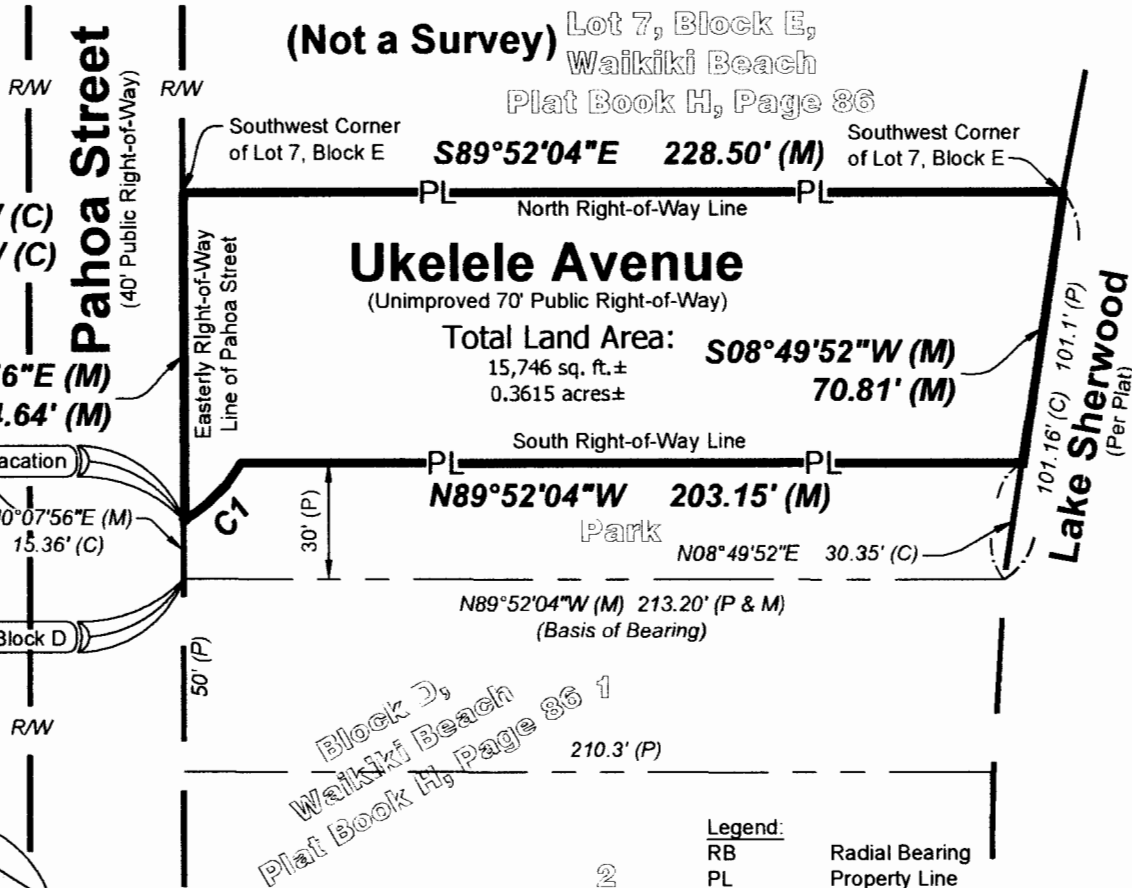 (Not a Survey)
Lot 7, Block E,
Waikiki Beach
Plat Book H, Page 86
R/W
Pahoa Street
(40' Public Right-of-Way)
R/W
Southwest Corner
of Lot 7, Block E
S89°52'04"E 228.50' (M)
Southwest Corner
of Lot 7, Block E
PL
PL
North Right-of-Way Line
(C)
(C)
Easterly RIght-of-Way
Line of Pahoa Street
Ukelele Avenue
(Unimproved 70' Public Right-of-Way)
Total Land Area:
15,746 sq. ft.±
0.3615 acres±
S08°49'52"W (M)
70.81' (M)
101.16' (C) 101.1' (P)
Lake Sherwood
(Per Plat)
6"E (M)
.64' (M)
South Right-of-Way Line
PL
PL
acation
C1
N89°52'04"W 203.15' (M)
30' (P)
Park
0°07'56"E (M)
15.36' (C)
N08°49'52"E 30.35' (C)
N89°52'04"W (M) 213.20' (P & M)
(Basis of Bearing)
Block D
50' (P)
R/W
Block D,
Waikiki Beach
Plat Book H, Page 86
1
210.3' (P)
2
Legend:
RB Radial Bearing
PL Property Line